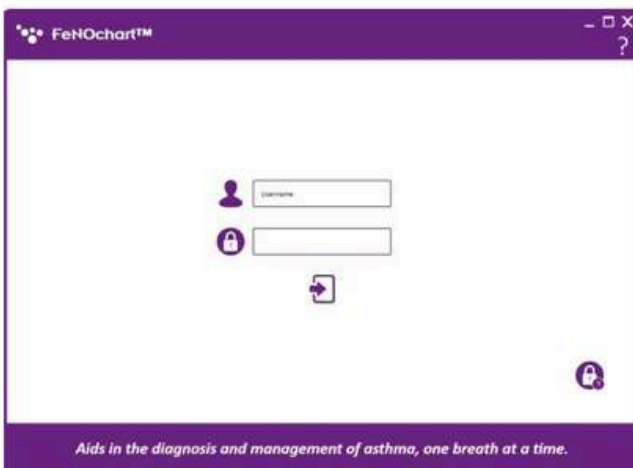 FeNOchart™
?
Username
Aids in the diagnosis and management of asthma, one breath at a time.